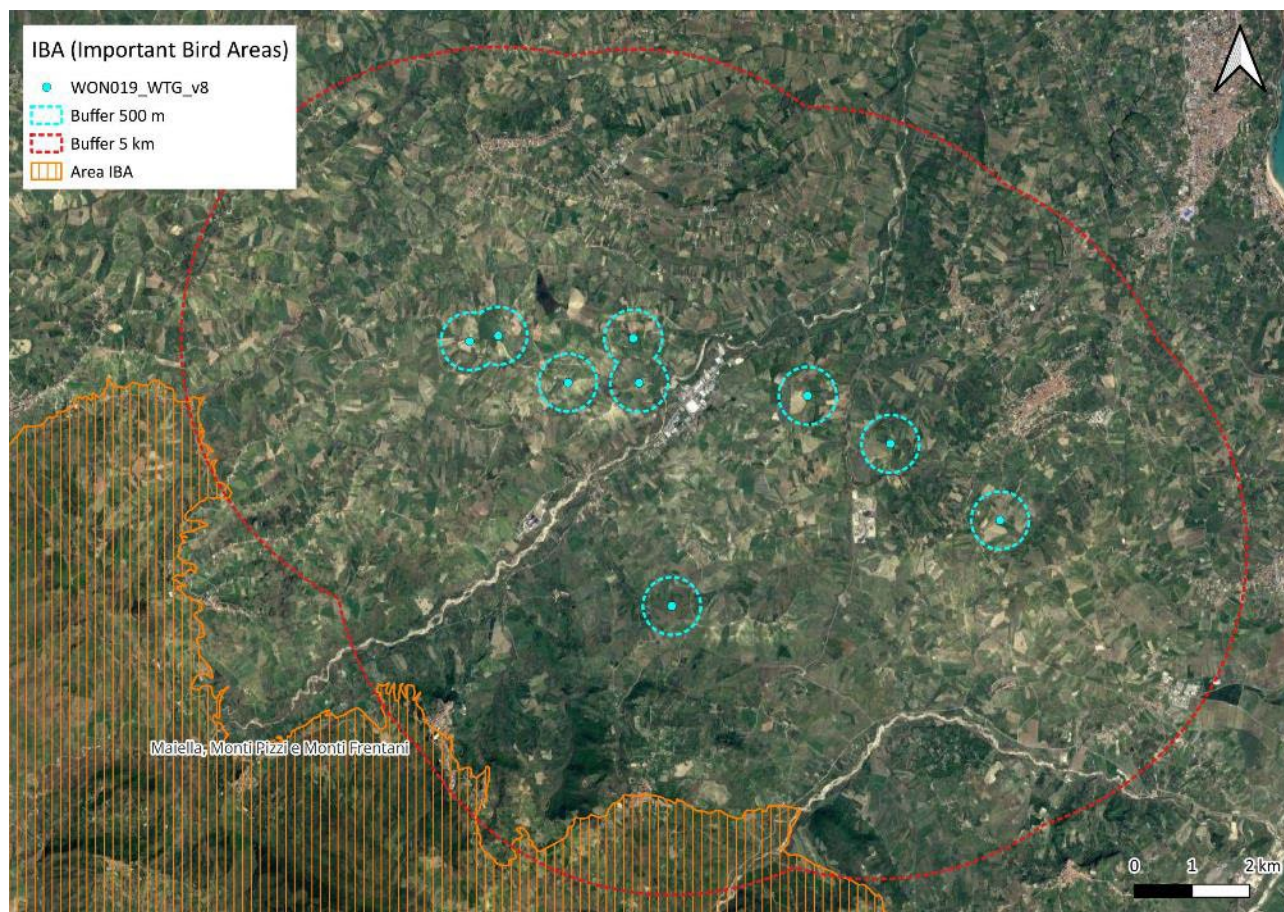 IBA (Important Bird Areas)
WON019_WTG_v8
Buffer 500 m
Buffer 5 km
Area IBA
Maiella, Monti Pizzi e Monti Frentani
0 1 2 km